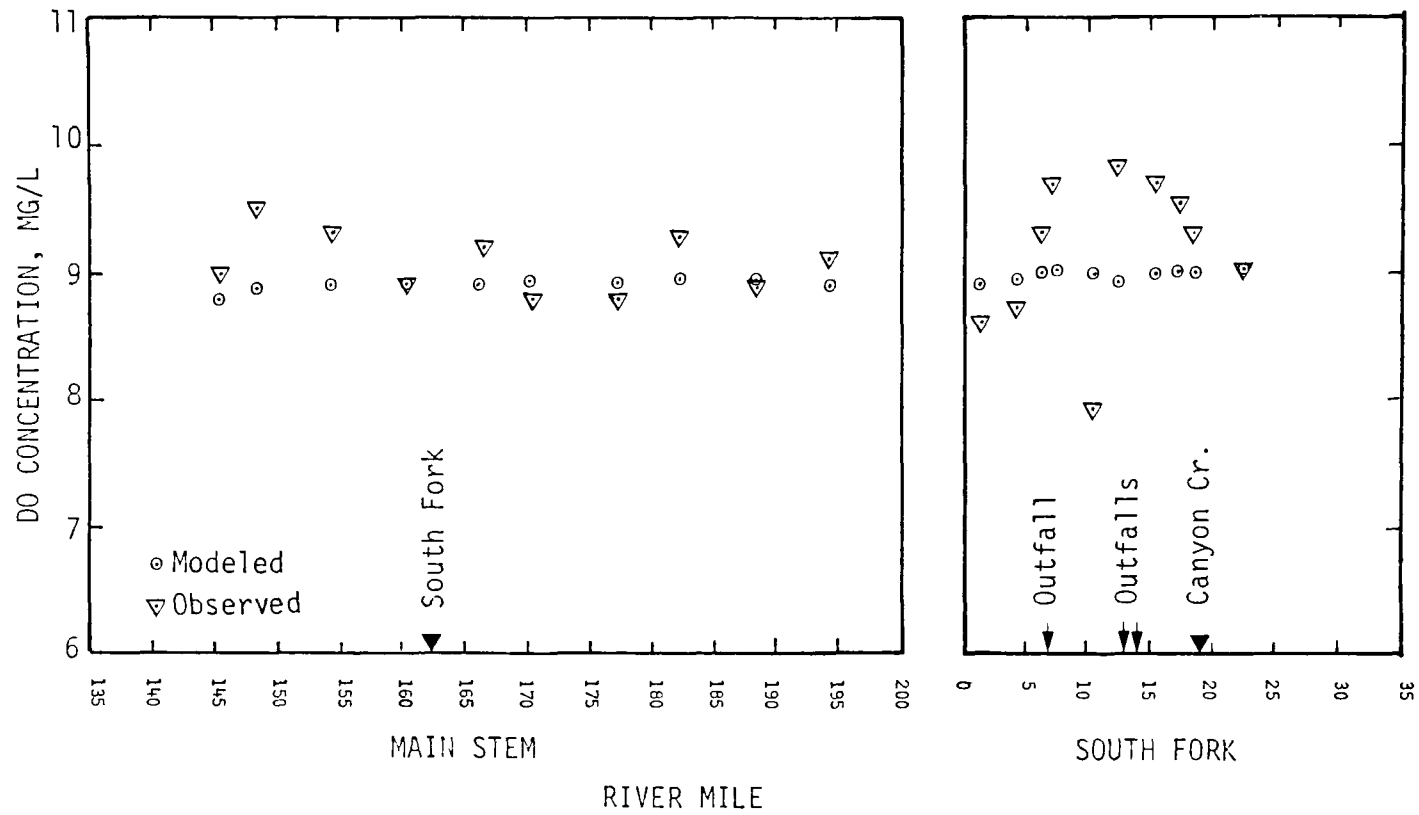 DO CONCENTRATION, MG/L
11
10
9
8
7
6
Modeled
Observed
South Fork
Outfall
Outfalls
Canyon Cr.
135 140 145 150 155 160 165 170 175 180 185 190 195 200
0 5 10 15 20 25 30 35
MAIN STEM
SOUTH FORK
RIVER MILE